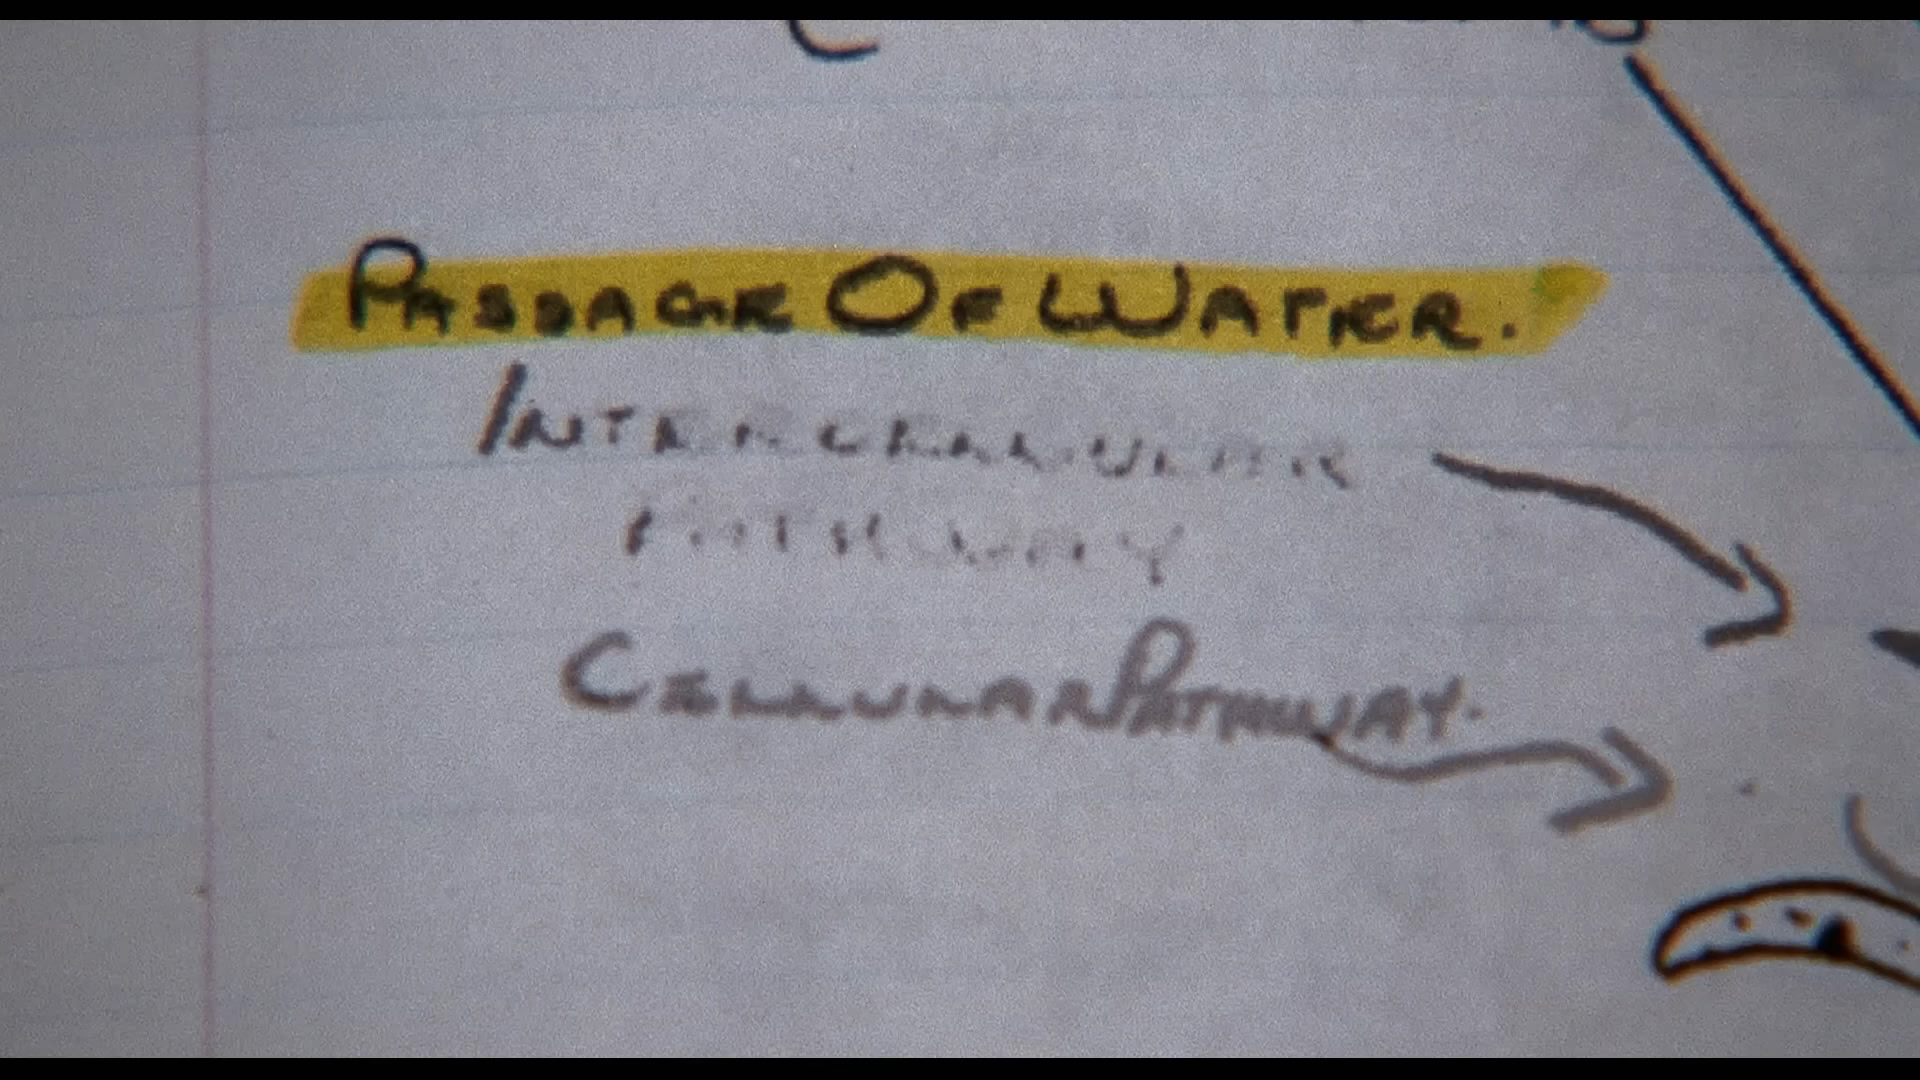 PASSAGE OF WATER.
INTERCELLULAR
PATHWAY
CELLULAR PATHWAY.